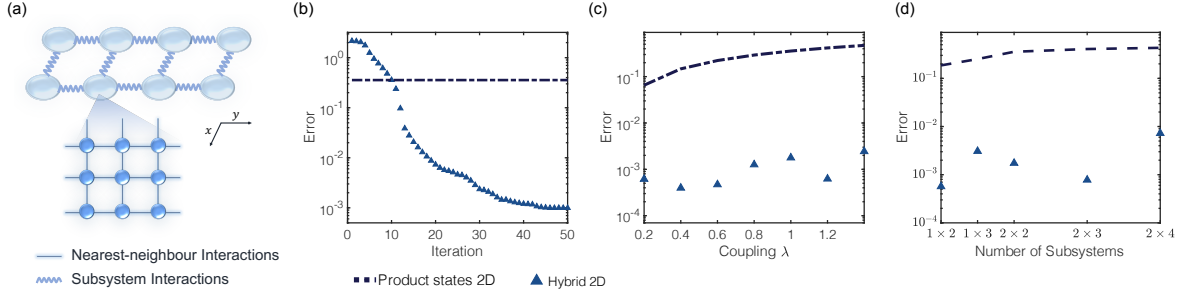 (a)
x
y
Nearest-neighbour Interactions
Subsystem Interactions
(b)
Error
10⁰
10⁻¹
10⁻²
10⁻³
0 10 20 30 40 50
Iteration
(c)
Error
10⁻¹
10⁻²
10⁻³
10⁻⁴
0.2 0.4 0.6 0.8 1 1.2
Coupling λ
(d)
Error
10⁻¹
10⁻²
10⁻³
10⁻⁴
1 × 2 1 × 3 2 × 2 2 × 3 2 × 4
Number of Subsystems
Product states 2D Hybrid 2D